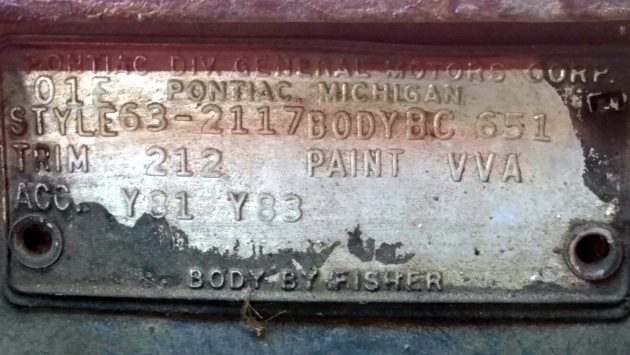 PONTIAC DIV. GENERAL MOTORS CORP.
01E PONTIAC, MICHIGAN
STYLE 63-2117 BODY BC 651
TRIM 212 PAINT VVA
ACC. Y81 Y83
BODY BY FISHER